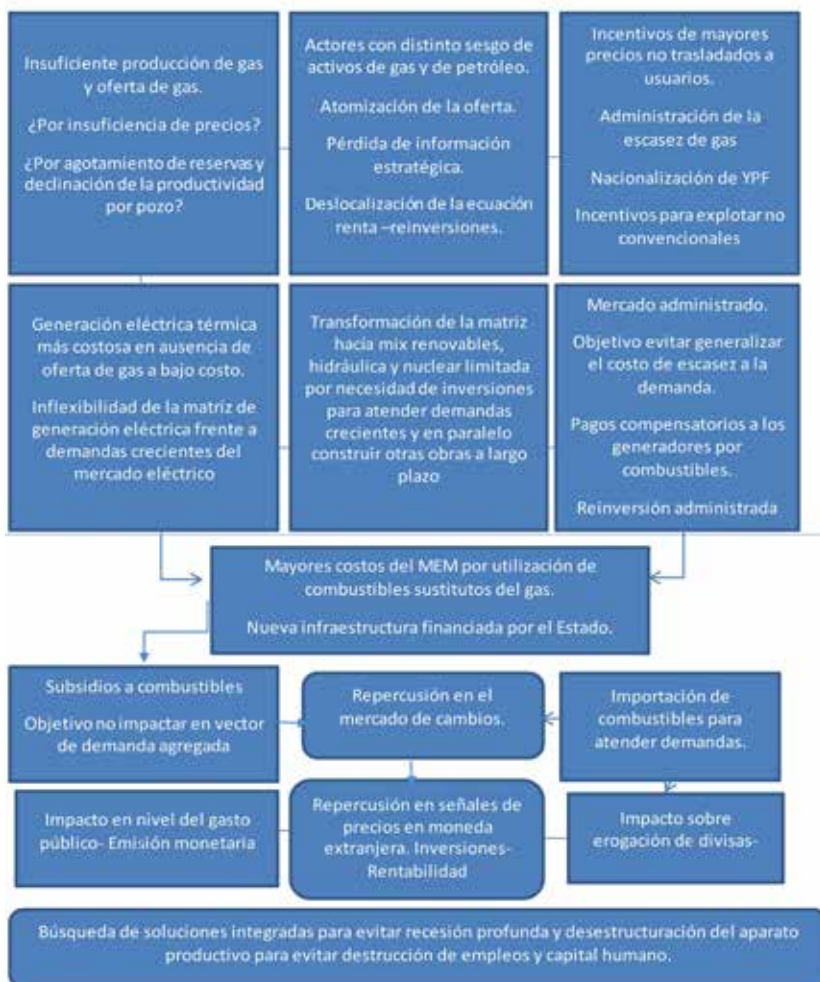 Insuficiente producción de gas
y oferta de gas.
¿Por insuficiencia de precios?
¿Por agotamiento de reservas y
declinación de la productividad
por pozo?
Actores con distinto sesgo de
activos de gas y de petróleo.
Atomización de la oferta.
Pérdida de información
estratégica.
Deslocalización de la ecuación
renta –reinversiones.
Incentivos de mayores
precios no trasladados a
usuarios.
Administración de la
escasez de gas
Nacionalización de YPF
Incentivos para explotar no
convencionales
Generación eléctrica térmica
más costosa en ausencia de
oferta de gas a bajo costo.
Inflexibilidad de la matriz de
generación eléctrica frente a
demandas crecientes del
mercado eléctrico
Transformación de la matriz
hacia mix renovables,
hidráulica y nuclear limitada
por necesidad de inversiones
para atender demandas
crecientes y en paralelo
construir otras obras a largo
plazo
Mercado administrado.
Objetivo evitar generalizar
el costo de escasez a la
demanda.
Pagos compensatorios a los
generadores por
combustibles.
Reinversión administrada
Mayores costos del MEM por utilización de
combustibles sustitutos del gas.
Nueva infraestructura financiada por el Estado.
Subsidios a combustibles
Objetivo no impactar en vector
de demanda agregada
Repercusión en el
mercado de cambios.
Importación de
combustibles para
atender demandas.
Impacto en nivel del gasto
público- Emisión monetaria
Repercusión en señales de
precios en moneda
extranjera. Inversiones-
Rentabilidad
Impacto sobre
erogación de divisas-
Búsqueda de soluciones integradas para evitar recesión profunda y desestructuración del aparato
productivo para evitar destrucción de empleos y capital humano.